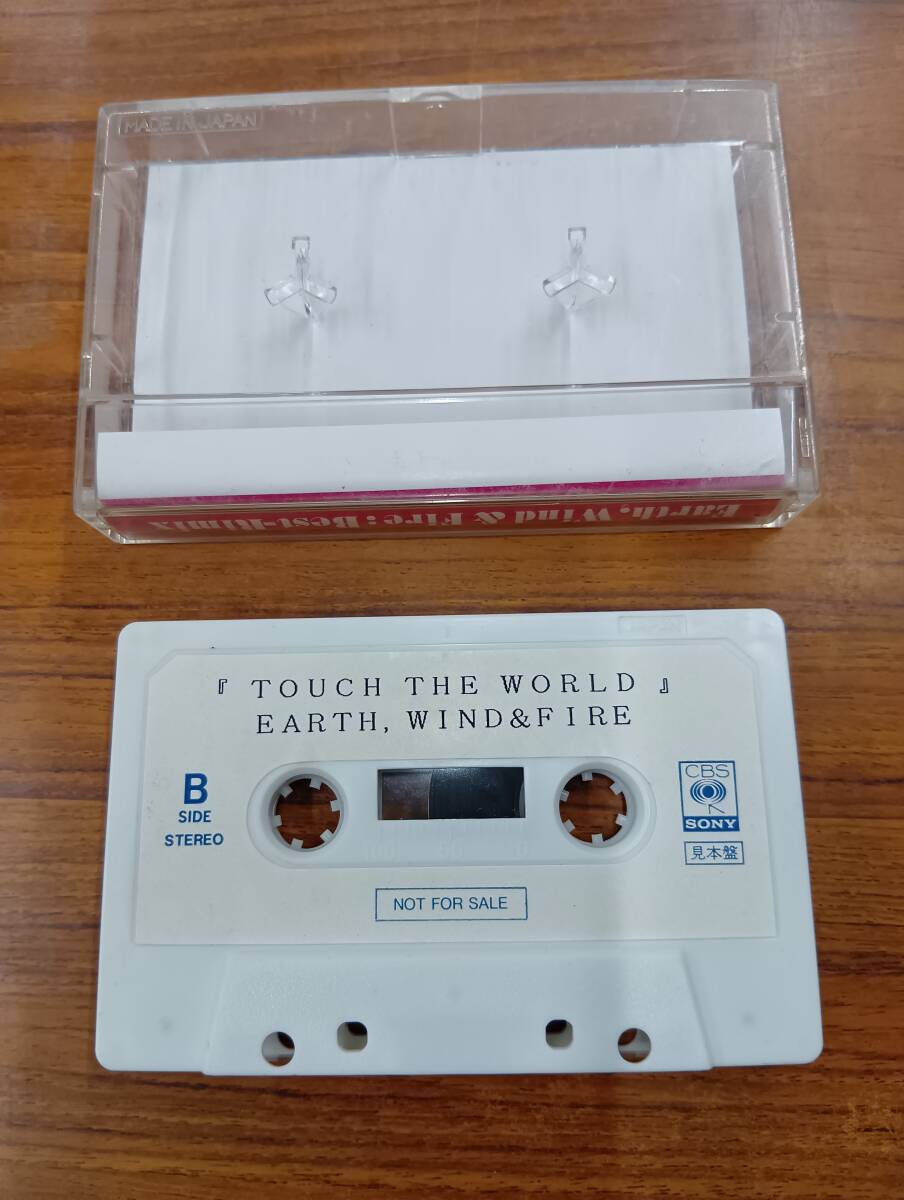 MADE IN JAPAN
Earth, Wind & Fire: Best-Rimix
『 TOUCH THE WORLD 』
EARTH, WIND&FIRE
B
SIDE
STEREO
CBS
SONY
見本盤
NOT FOR SALE